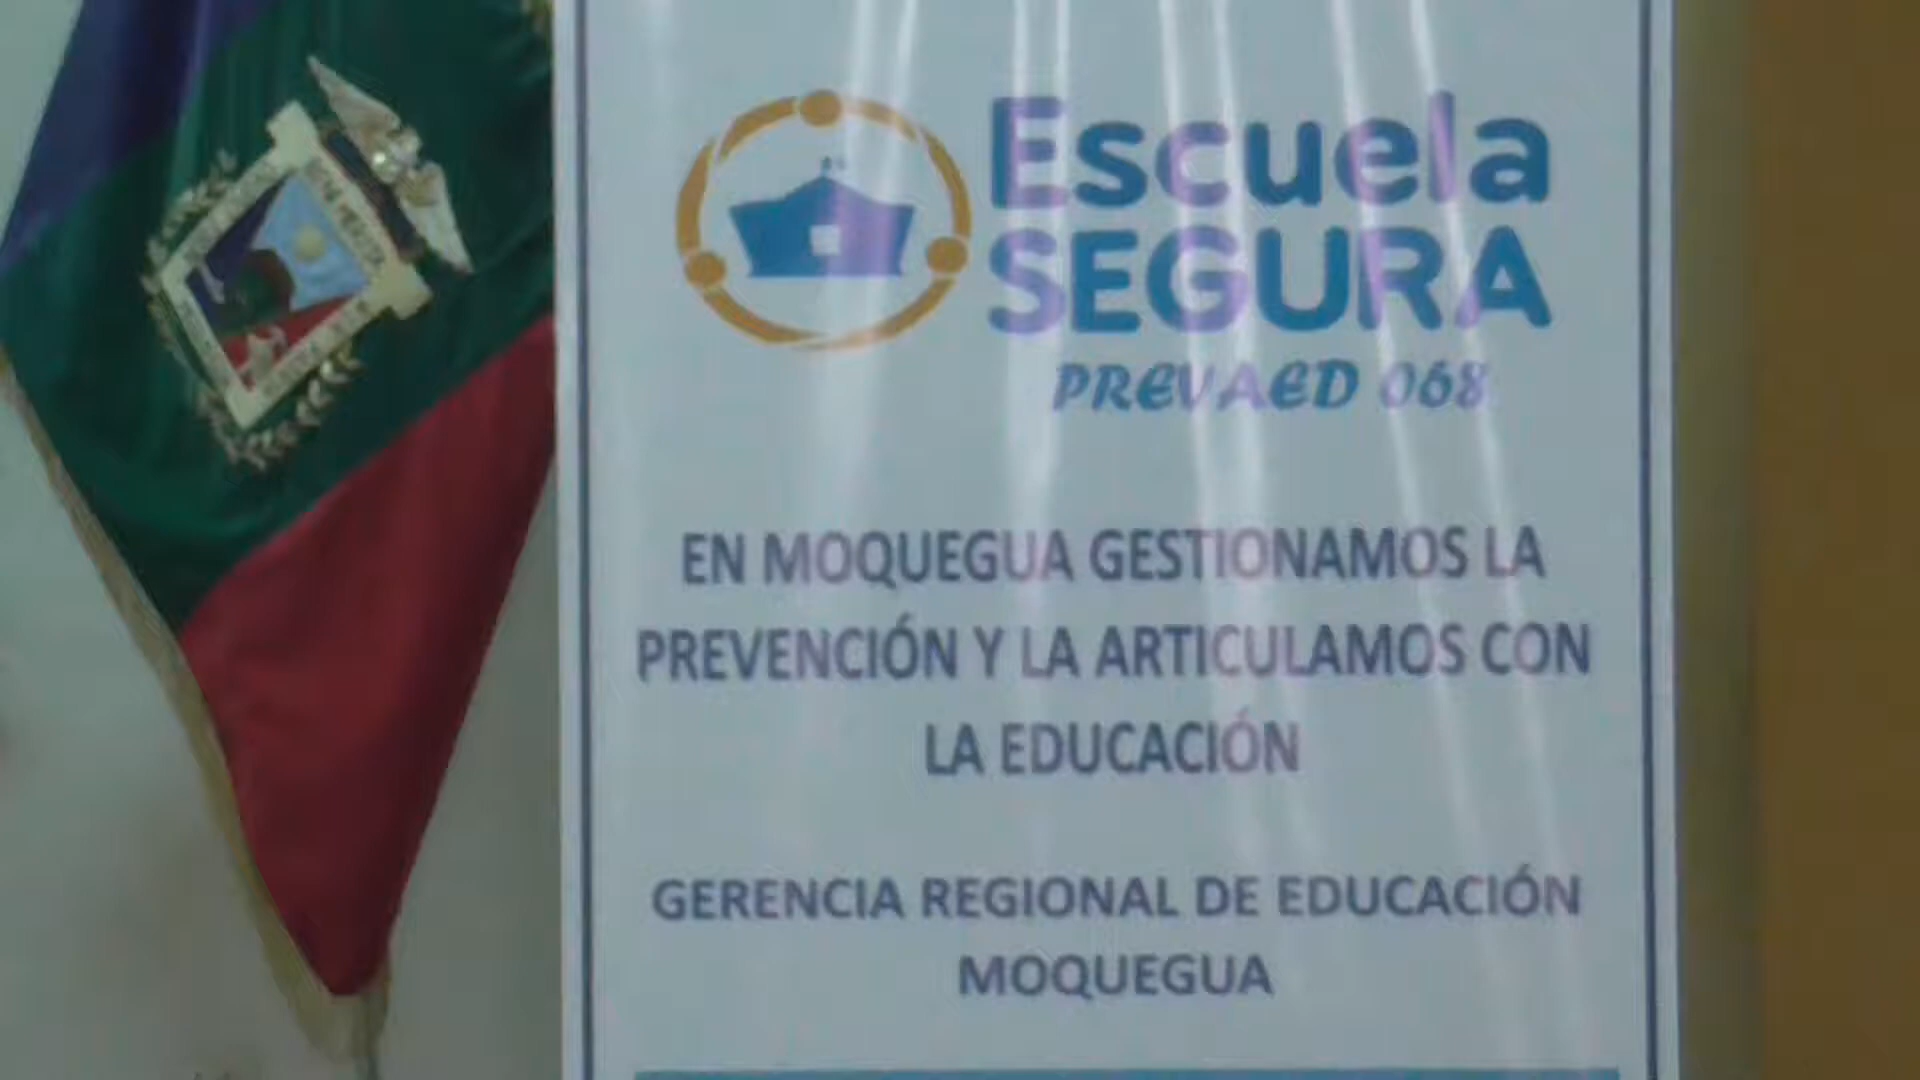 Escuela
SEGURA
PREVAED 068
EN MOQUEGUA GESTIONAMOS LA
PREVENCIÓN Y LA ARTICULAMOS CON
LA EDUCACIÓN
GERENCIA REGIONAL DE EDUCACIÓN
MOQUEGUA